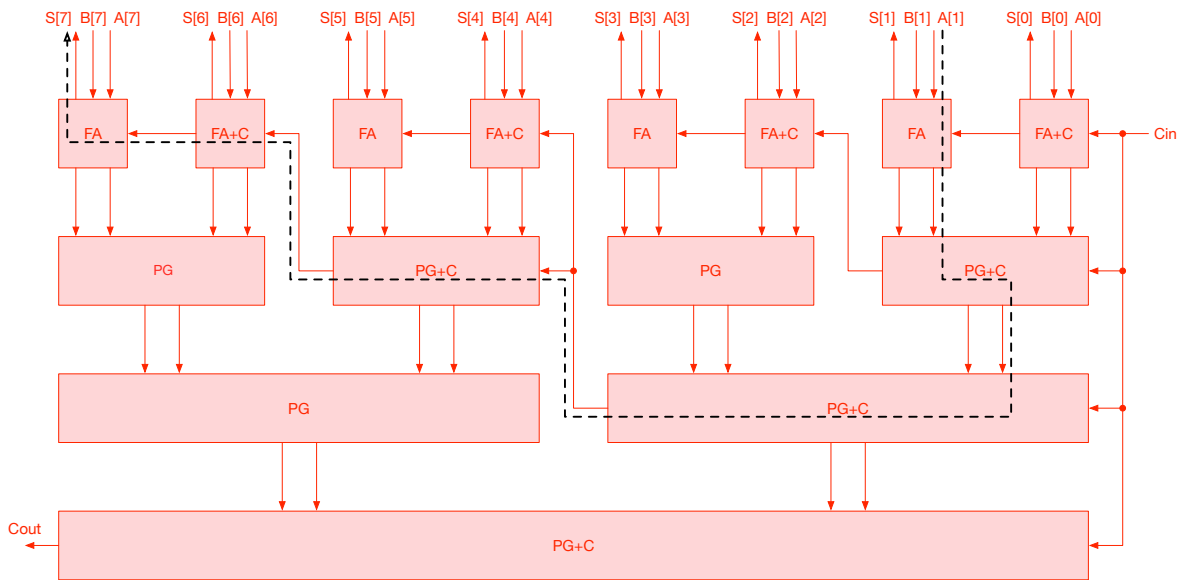 S[7] B[7] A[7] S[6] B[6] A[6] S[5] B[5] A[5] S[4] B[4] A[4] S[3] B[3] A[3] S[2] B[2] A[2] S[1] B[1] A[1] S[0] B[0] A[0]
FA FA+C FA FA+C FA FA+C FA FA+C Cin
PG PG+C PG PG+C
PG PG+C
Cout
PG+C